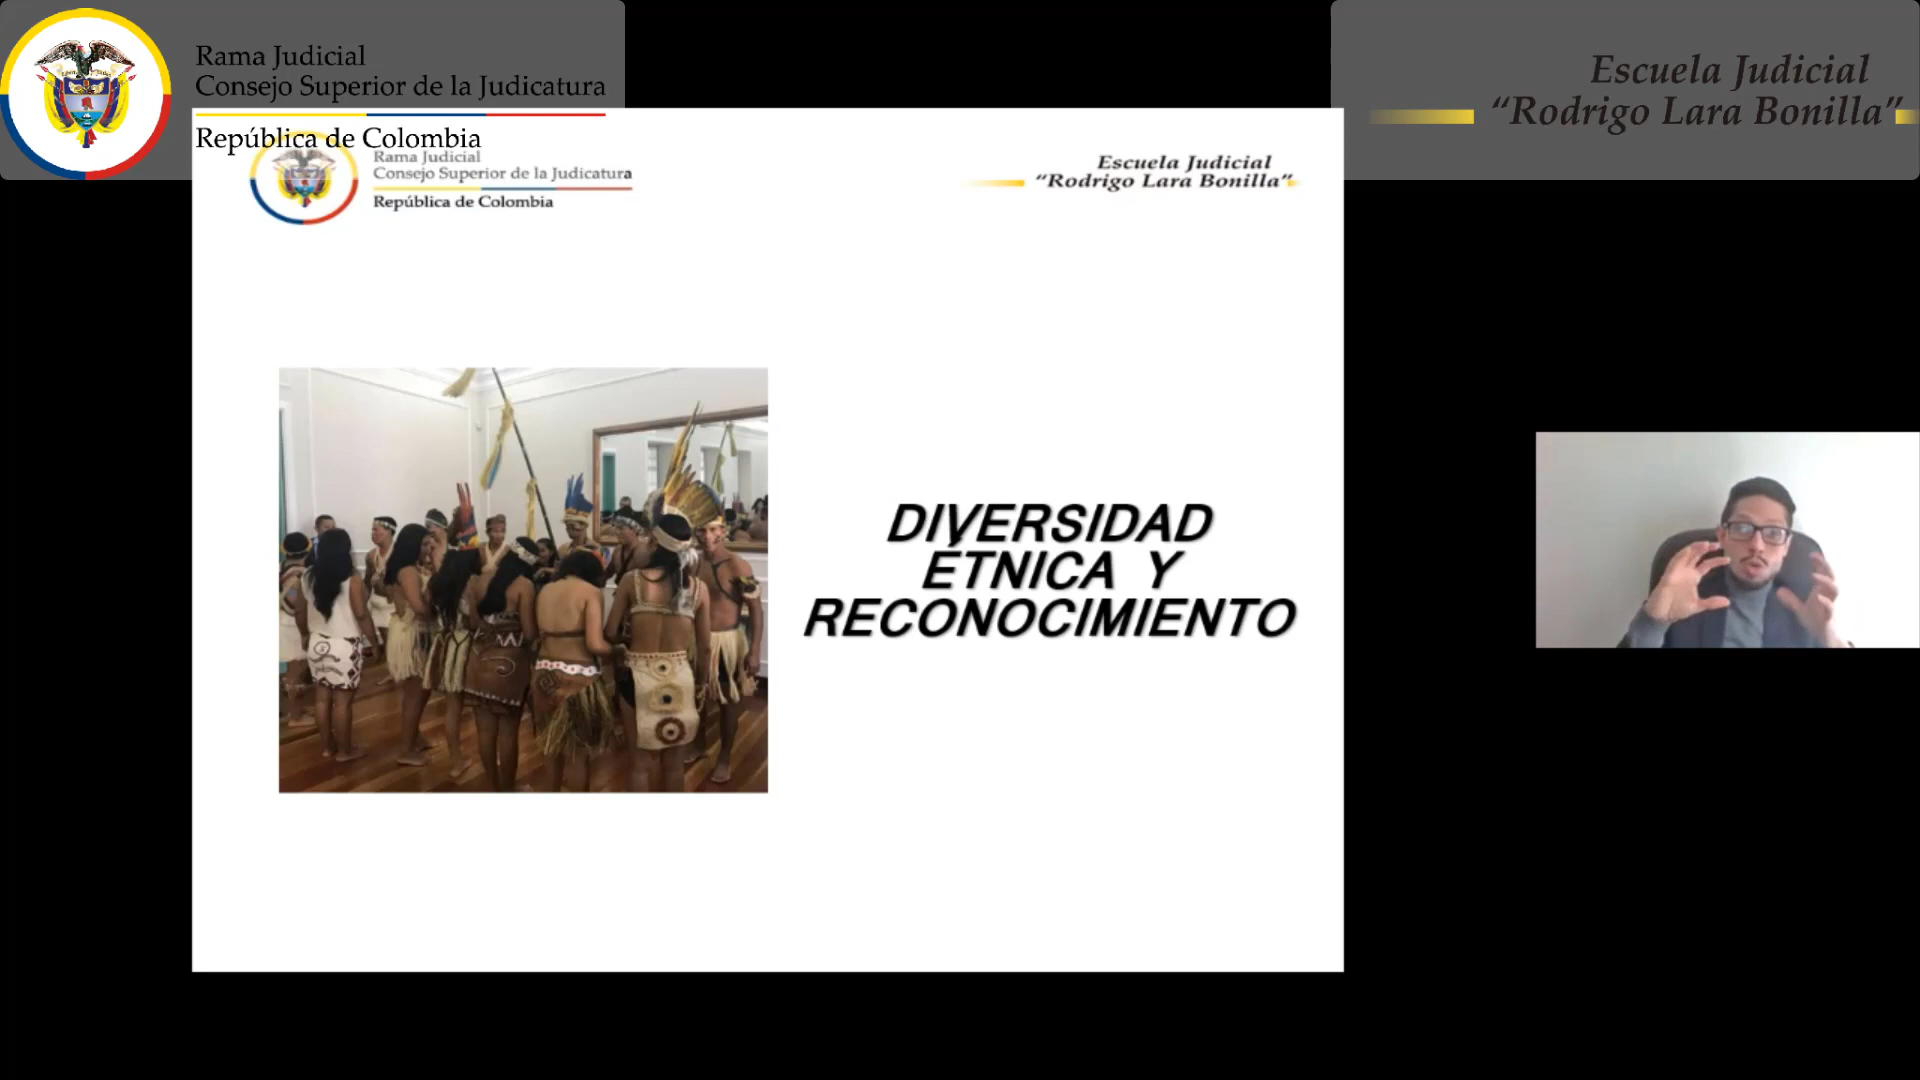 Rama Judicial
Consejo Superior de la Judicatura
República de Colombia
Escuela Judicial
“Rodrigo Lara Bonilla”
Rama Judicial
Consejo Superior de la Judicatura
República de Colombia
Escuela Judicial
“Rodrigo Lara Bonilla”
DIVERSIDAD
ÉTNICA Y
RECONOCIMIENTO